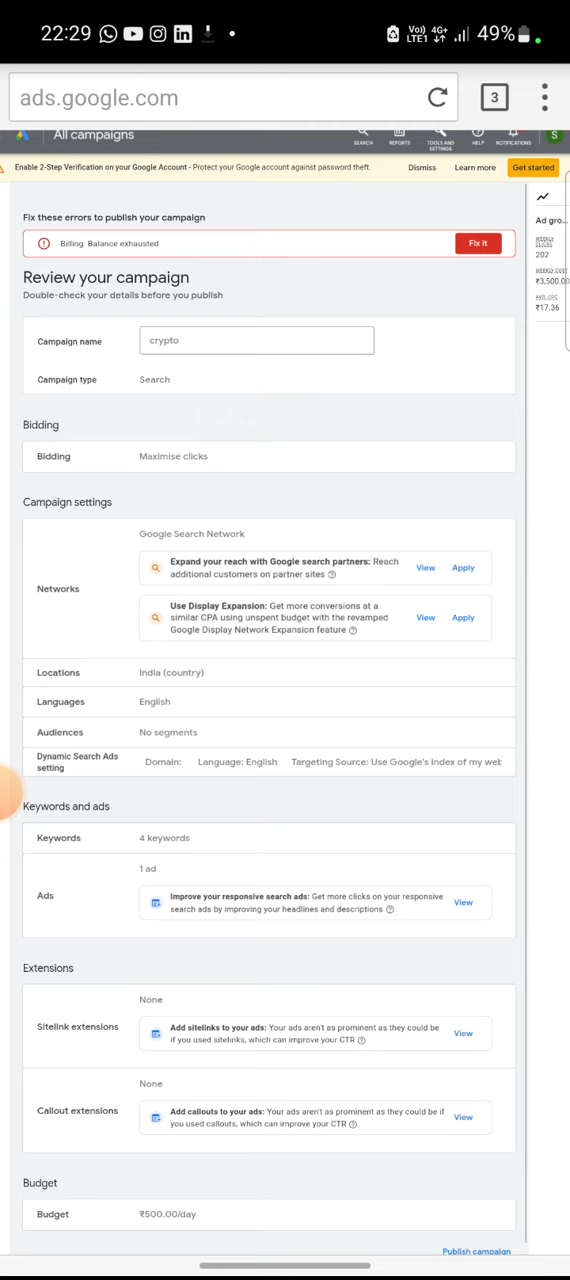 22:29 49%
Vo)) 4G+
LTE1
ads.google.com 3
All campaigns SEARCH REPORTS TOOLS AND SETTINGS HELP NOTIFICATIONS S
Enable 2-Step Verification on your Google Account - Protect your Google account against password theft. Dismiss Learn more Get started
Fix these errors to publish your campaign
Billing: Balance exhausted Fix it
Review your campaign
Double-check your details before you publish
Ad gro...
WEEKLY CLICKS
202
WEEKLY COST
₹3,500.00
AVG. CPC
₹17.36
Campaign name crypto
Campaign type Search
Bidding
Bidding Maximise clicks
Campaign settings
Google Search Network
Networks
Expand your reach with Google search partners: Reach
additional customers on partner sites View Apply
Use Display Expansion: Get more conversions at a
similar CPA using unspent budget with the revamped
Google Display Network Expansion feature View Apply
Locations India (country)
Languages English
Audiences No segments
Dynamic Search Ads
setting Domain: Language: English Targeting Source: Use Google's index of my web
Keywords and ads
Keywords 4 keywords
1 ad
Ads
Improve your responsive search ads: Get more clicks on your responsive
search ads by improving your headlines and descriptions View
Extensions
None
Sitelink extensions
Add sitelinks to your ads: Your ads aren't as prominent as they could be
if you used sitelinks, which can improve your CTR View
None
Callout extensions
Add callouts to your ads: Your ads aren't as prominent as they could be if
you used callouts, which can improve your CTR View
Budget
Budget ₹500.00/day
Publish campaign